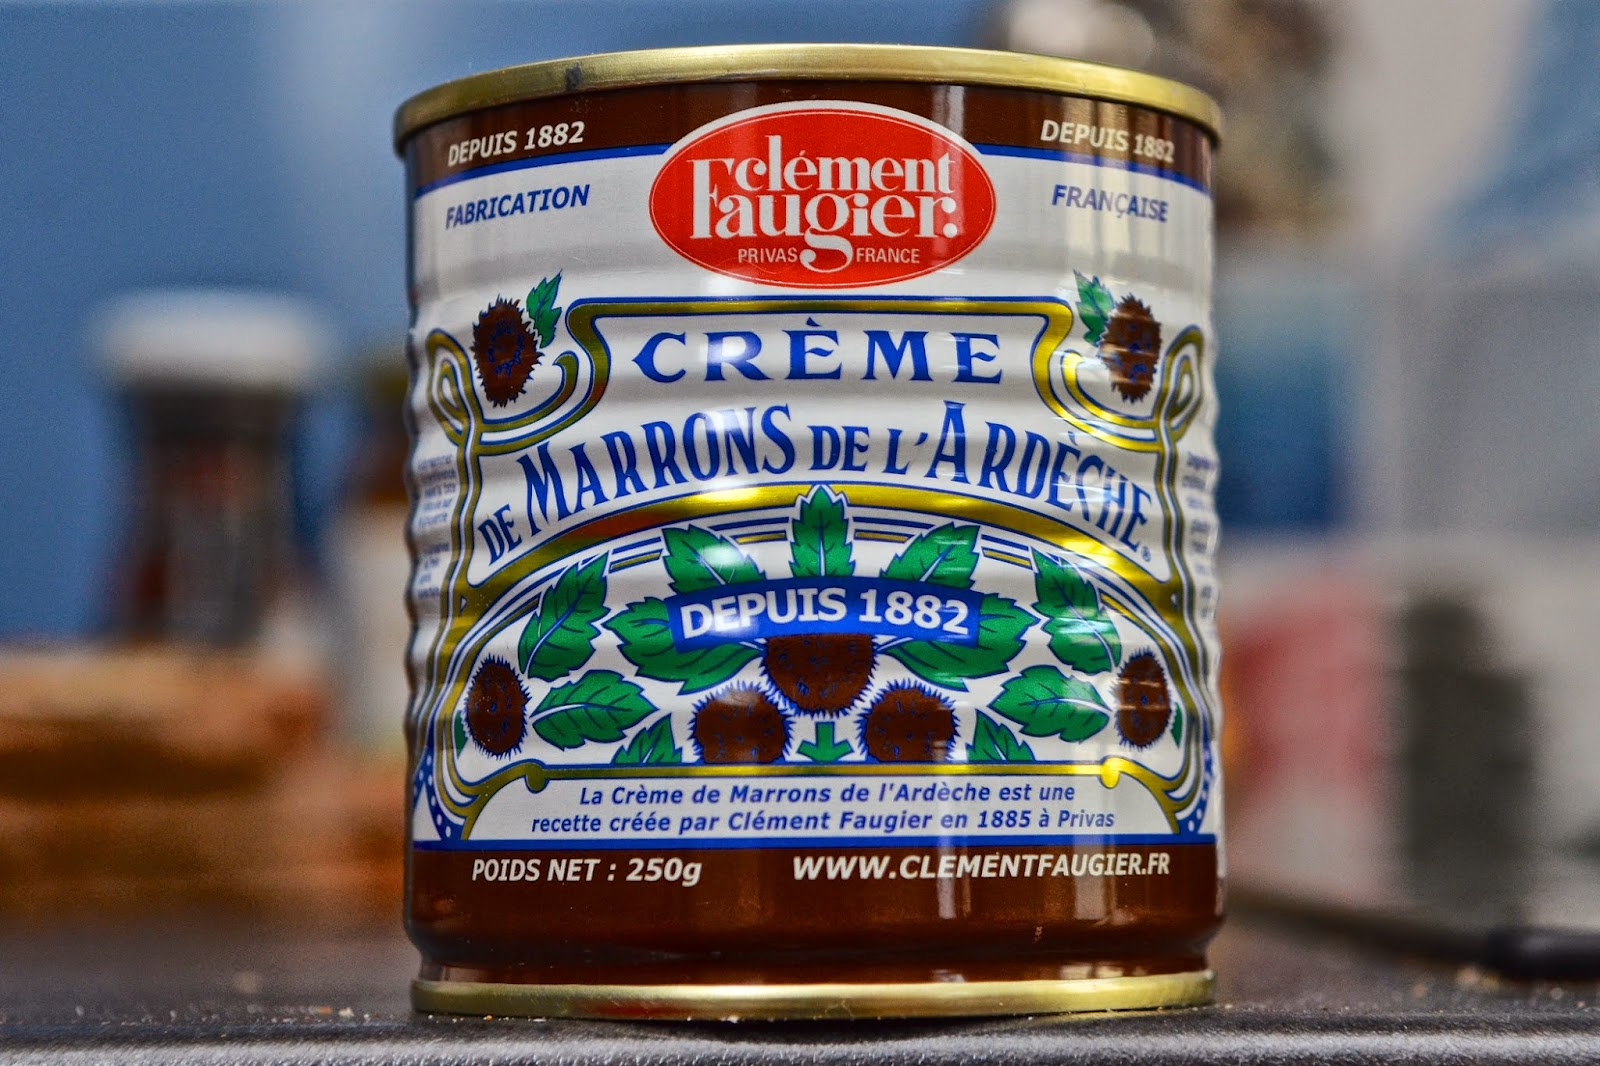 DEPUIS 1882
DEPUIS 1882
FABRICATION
FRANÇAISE
clément
Faugier.
PRIVAS FRANCE
CRÈME
DE MARRONS DE L'ARDÈCHE
DEPUIS 1882
La Crème de Marrons de l'Ardèche est une
recette créée par Clément Faugier en 1885 à Privas
POIDS NET : 250g
WWW.CLEMENTFAUGIER.FR